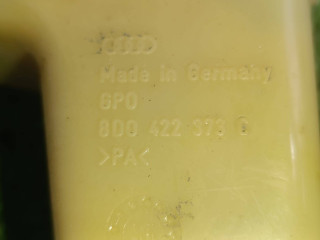 Made in Germany
GPO
8D0 422 373 G
>PA<